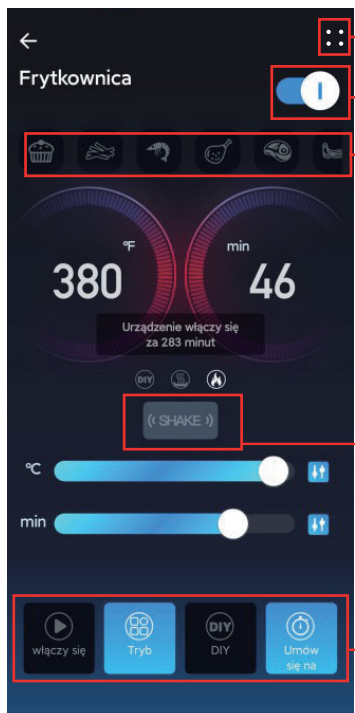 Frytkownica
°F
min
380
46
Urządzenie włączy się
za 283 minut
DIY
(( SHAKE ))
°C
min
włączy się
Tryb
DIY
DIY
Umów
się na